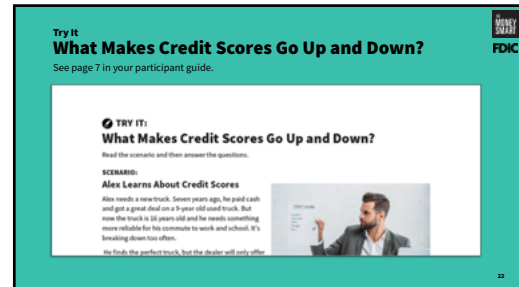 Try It
What Makes Credit Scores Go Up and Down?
See page 7 in your participant guide.
MONEY
SMART
FDIC
TRY IT:
What Makes Credit Scores Go Up and Down?
Read the scenario and then answer the questions.
SCENARIO:
Alex Learns About Credit Scores
Alex needs a new truck. Seven years ago, he paid cash
and got a great deal on a 9-year old used truck. But
now the truck is 16 years old and he needs something
more reliable for his commute to work and school. It's
breaking down too often.
He finds the perfect truck, but the dealer will only offer
22